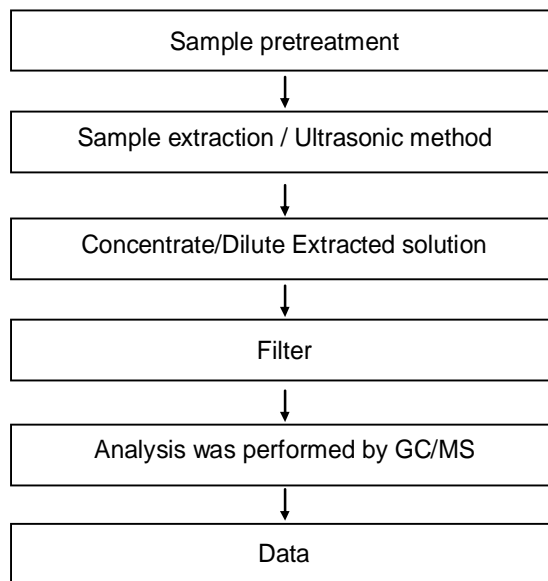 Sample pretreatment
Sample extraction / Ultrasonic method
Concentrate/Dilute Extracted solution
Filter
Analysis was performed by GC/MS
Data